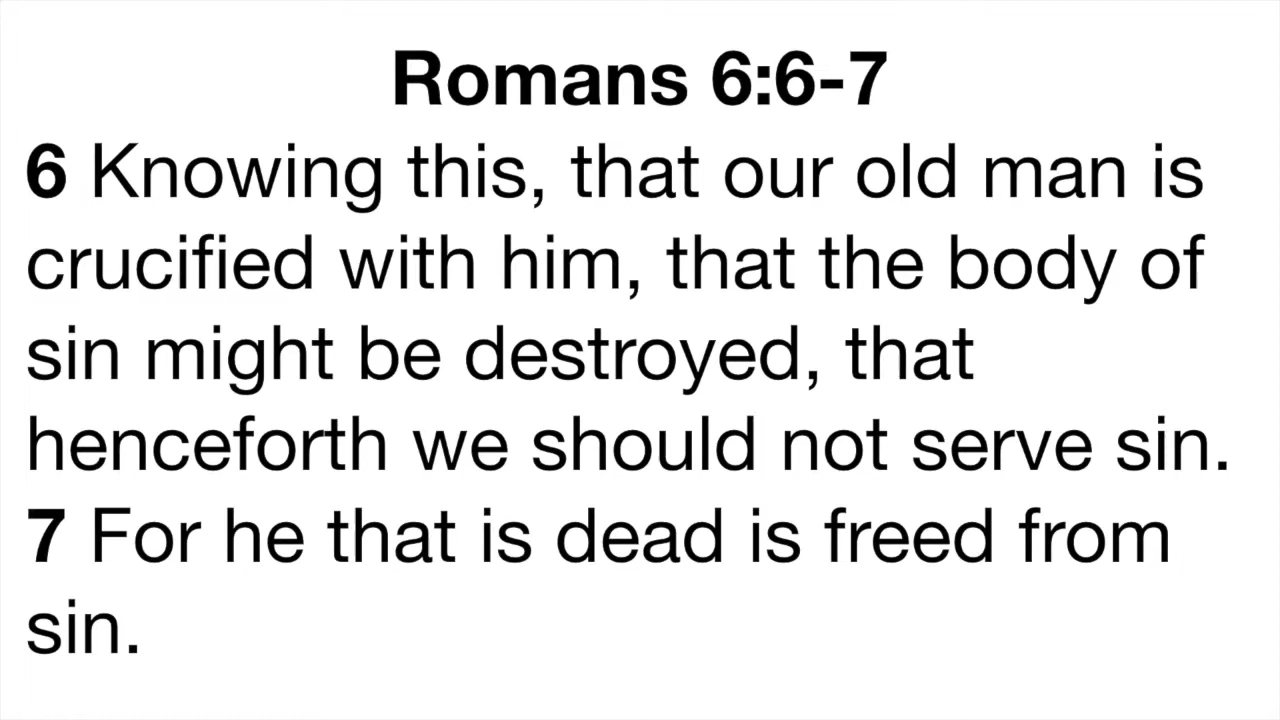 Romans 6:6-7
6 Knowing this, that our old man is
crucified with him, that the body of
sin might be destroyed, that
henceforth we should not serve sin.
7 For he that is dead is freed from
sin.